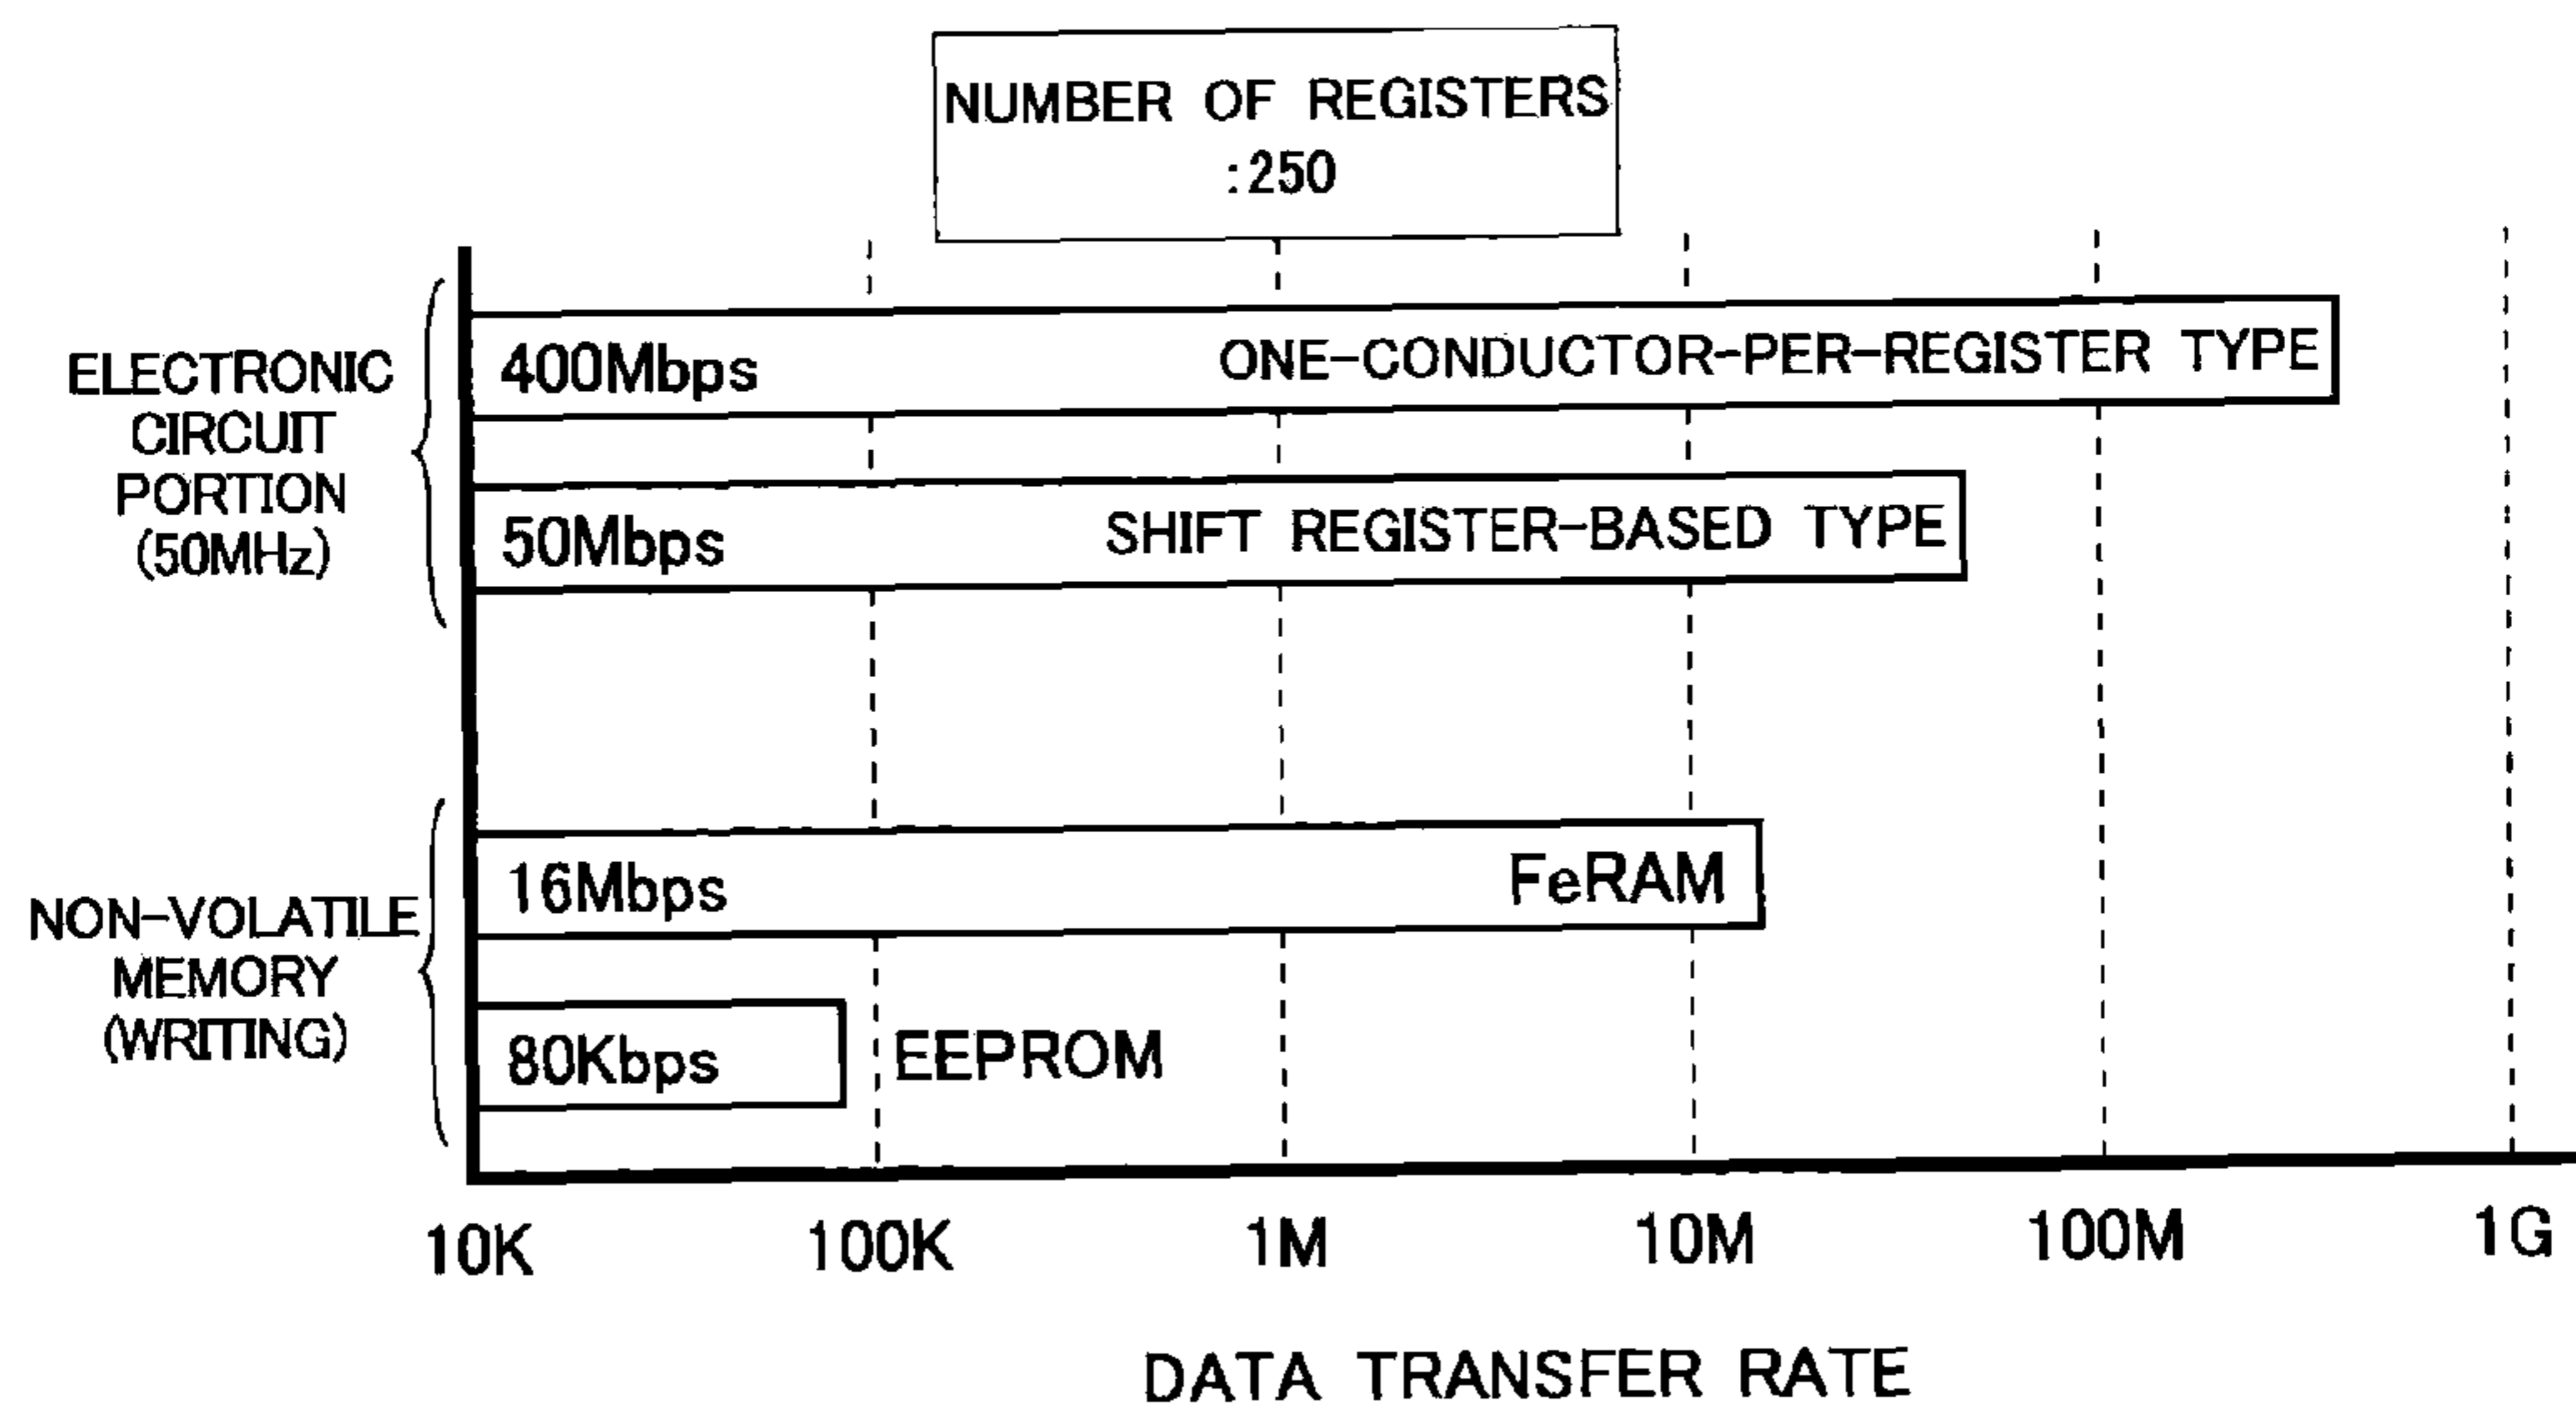 NUMBER OF REGISTERS
:250
ELECTRONIC
CIRCUIT
PORTION
(50MHz)
400Mbps ONE-CONDUCTOR-PER-REGISTER TYPE
50Mbps SHIFT REGISTER-BASED TYPE
NON-VOLATILE
MEMORY
(WRITING)
16Mbps FeRAM
80Kbps EEPROM
10K 100K 1M 10M 100M 1G
DATA TRANSFER RATE